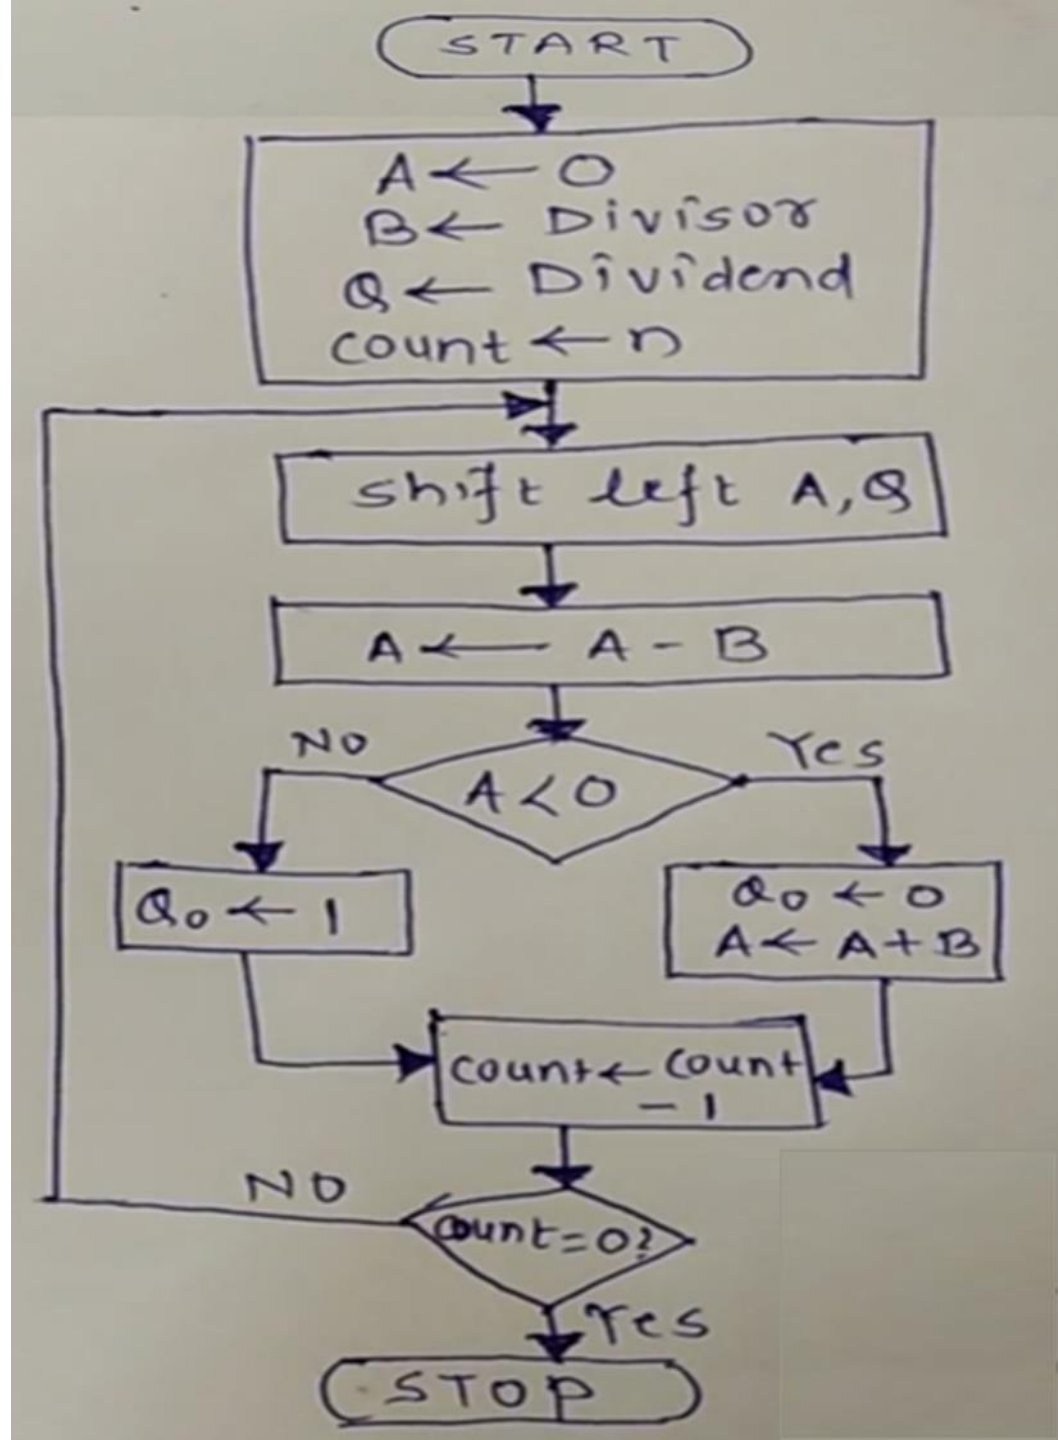 START
A ← 0
B ← Divisor
Q ← Dividend
count ← n
shift left A, Q
A ← A - B
No
A < 0
Yes
Q0 ← 1
Q0 ← 0
A ← A + B
count ← count
- 1
NO
count = 0?
Yes
STOP